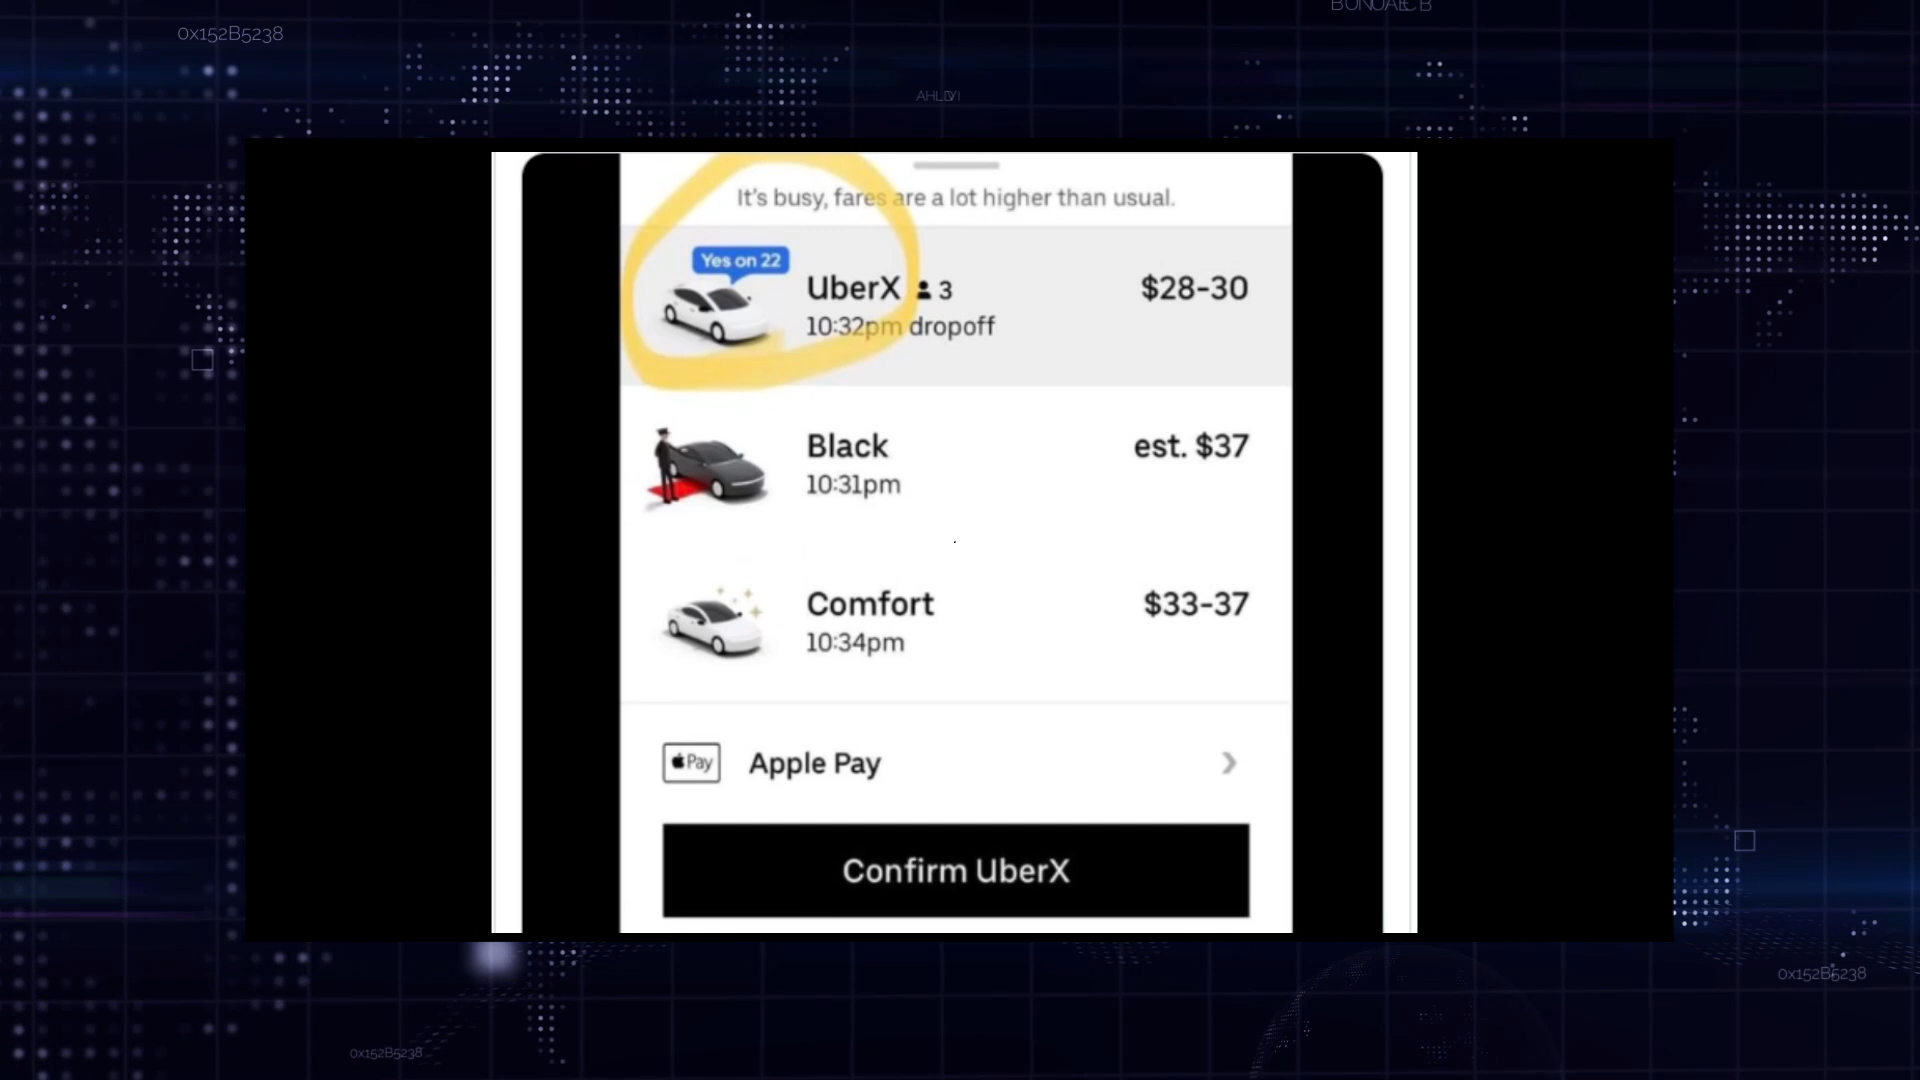 0x152B5238
It's busy, fares are a lot higher than usual.
Yes on 22
UberX 3
$28-30
10:32pm dropoff
Black
est. $37
10:31pm
Comfort
$33-37
10:34pm
Pay
Apple Pay
Confirm UberX
0x152B5238
0x152B5238